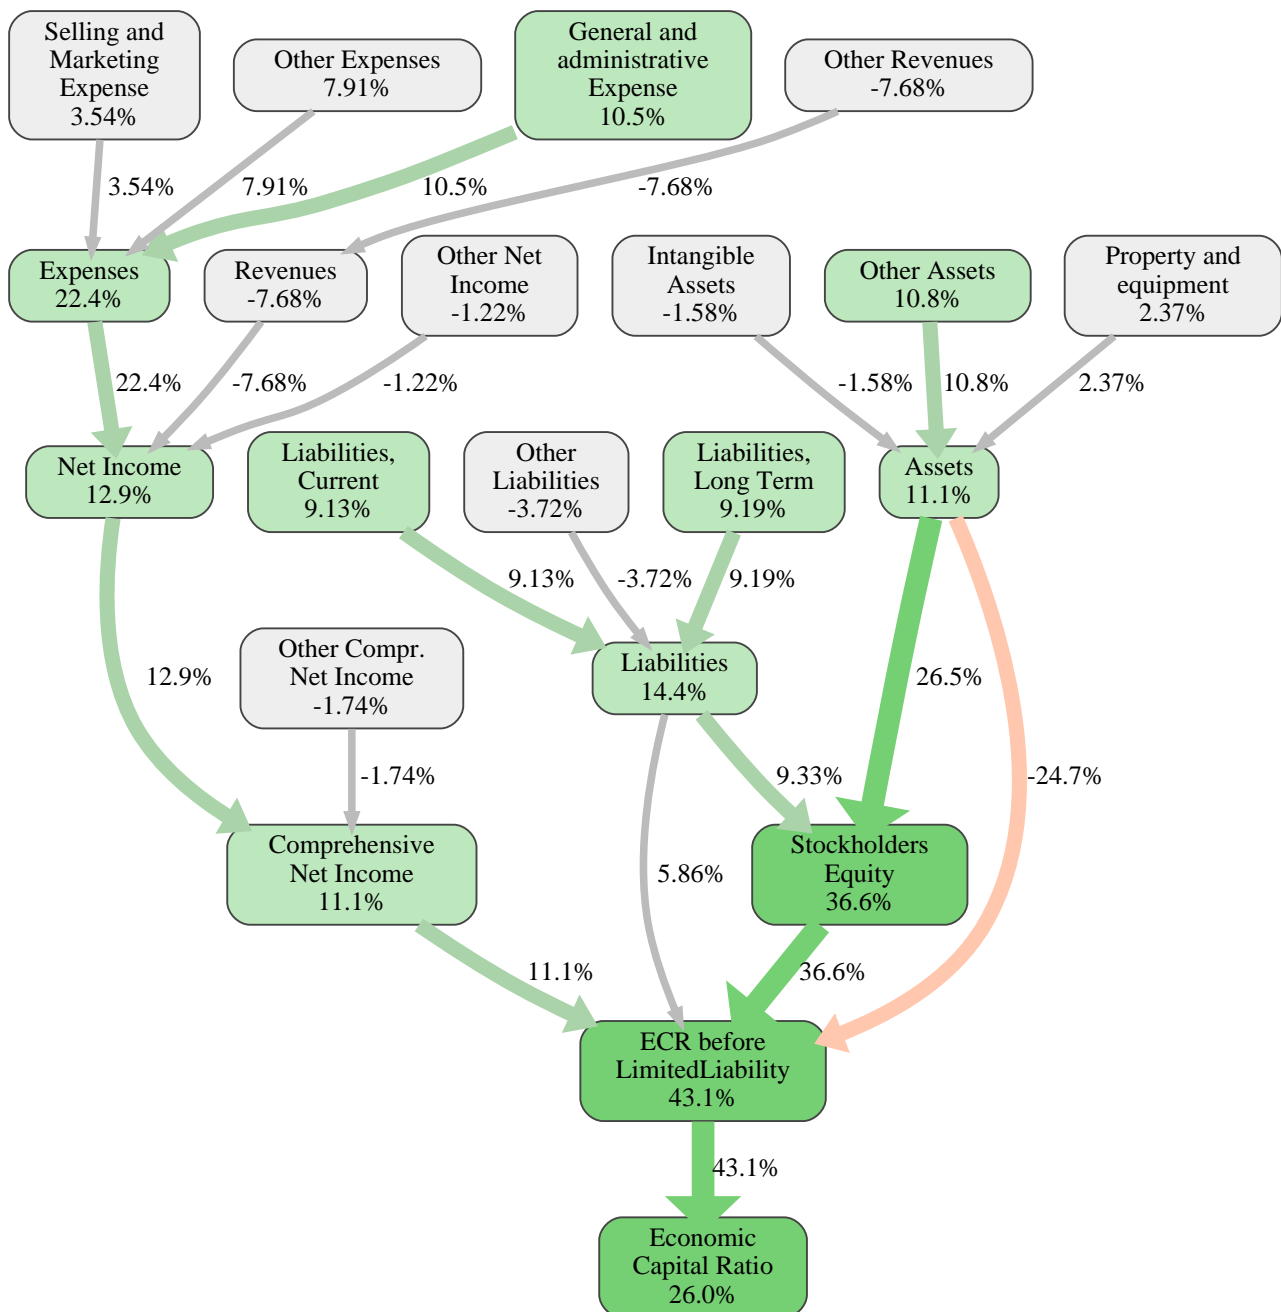 Selling and
Marketing
Expense
3.54%
Other Expenses
7.91%
General and
administrative
Expense
10.5%
Other Revenues
-7.68%
3.54%
7.91%
10.5%
-7.68%
Expenses
22.4%
Revenues
-7.68%
Other Net
Income
-1.22%
Intangible
Assets
-1.58%
Other Assets
10.8%
Property and
equipment
2.37%
22.4%
-7.68%
-1.22%
-1.58%
10.8%
2.37%
Net Income
12.9%
Liabilities,
Current
9.13%
Other
Liabilities
-3.72%
Liabilities,
Long Term
9.19%
Assets
11.1%
9.13%
-3.72%
9.19%
12.9%
Other Compr.
Net Income
-1.74%
Liabilities
14.4%
26.5%
-1.74%
9.33%
-24.7%
Comprehensive
Net Income
11.1%
5.86%
Stockholders
Equity
36.6%
11.1%
36.6%
ECR before
LimitedLiability
43.1%
43.1%
Economic
Capital Ratio
26.0%